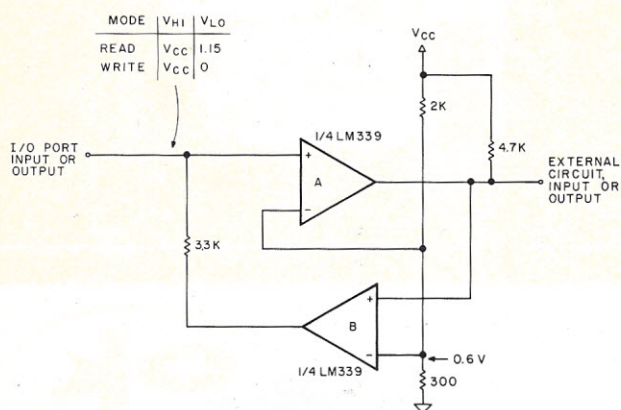 MODE VHI VLO
READ VCC 1.15
WRITE VCC 0
VCC
2K
1/4 LM339
4.7K
I/O PORT
INPUT OR
OUTPUT
+
A
-
EXTERNAL
CIRCUIT,
INPUT OR
OUTPUT
3.3K
+
B
-
0.6 V
1/4 LM339
300